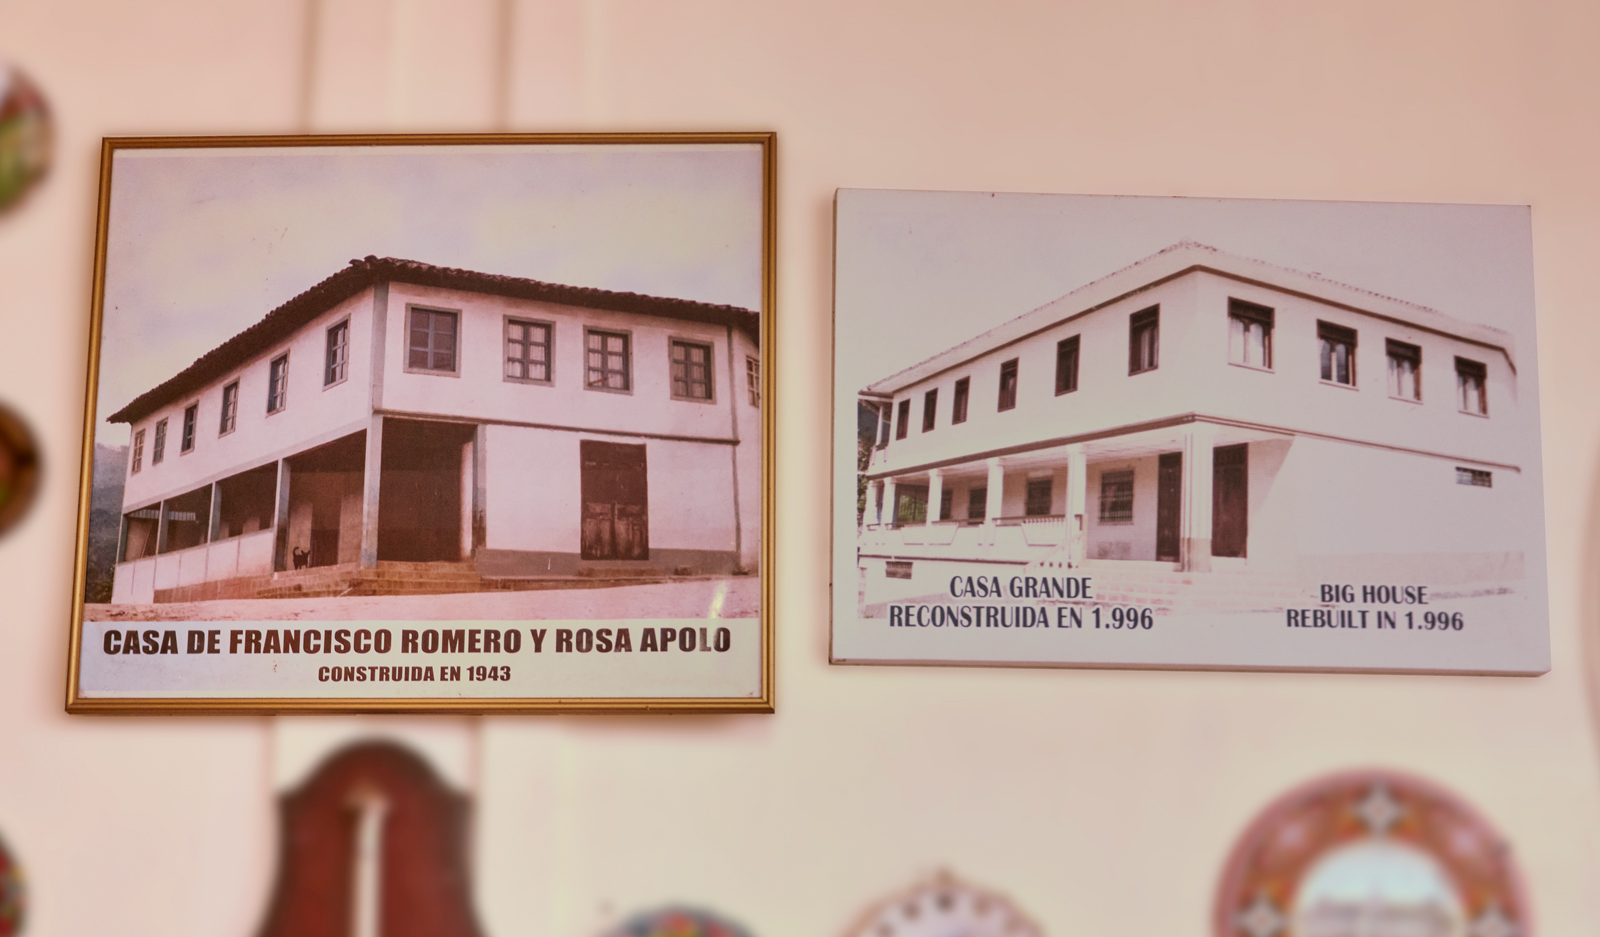 CASA DE FRANCISCO ROMERO Y ROSA APOLO
CONSTRUIDA EN 1943
CASA GRANDE
RECONSTRUIDA EN 1.996
BIG HOUSE
REBUILT IN 1.996